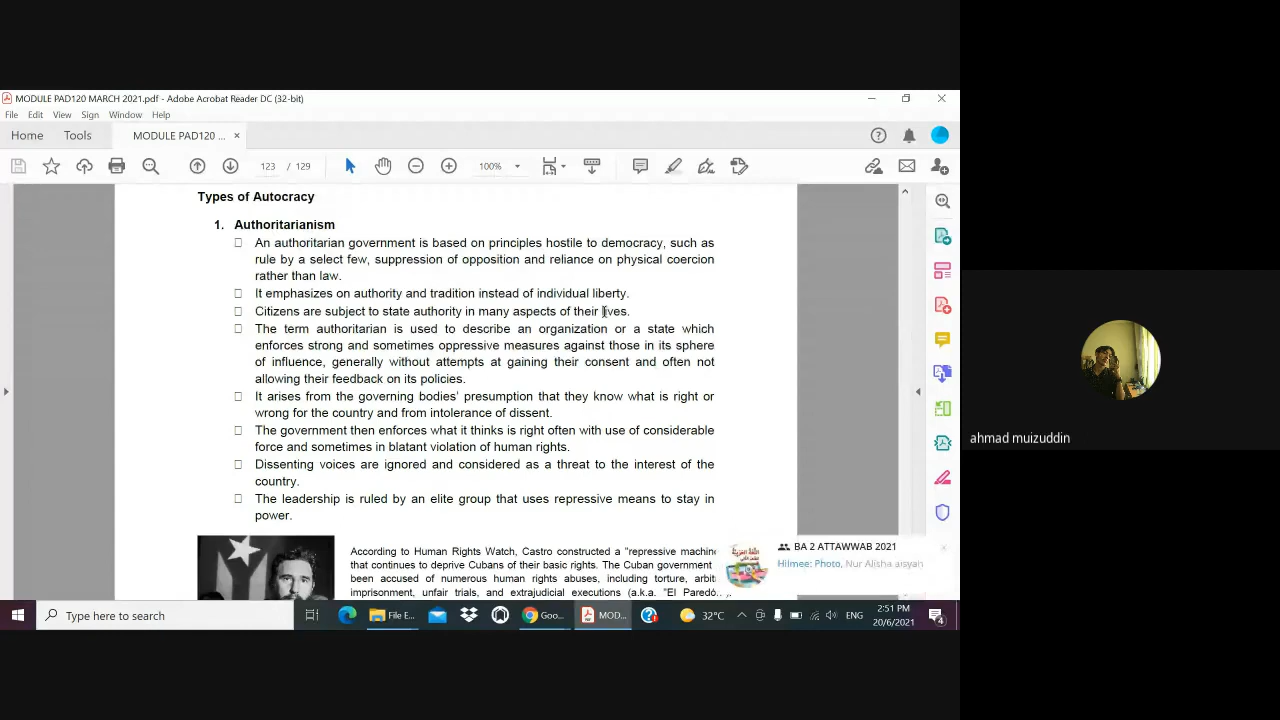 MODULE PAD120 MARCH 2021.pdf - Adobe Acrobat Reader DC (32-bit)
File Edit View Sign Window Help
Home Tools MODULE PAD120 ... ×
123 / 129 100%
Types of Autocracy
1. Authoritarianism
An authoritarian government is based on principles hostile to democracy, such as
rule by a select few, suppression of opposition and reliance on physical coercion
rather than law.
It emphasizes on authority and tradition instead of individual liberty.
Citizens are subject to state authority in many aspects of their lives.
The term authoritarian is used to describe an organization or a state which
enforces strong and sometimes oppressive measures against those in its sphere
of influence, generally without attempts at gaining their consent and often not
allowing their feedback on its policies.
It arises from the governing bodies' presumption that they know what is right or
wrong for the country and from intolerance of dissent.
The government then enforces what it thinks is right often with use of considerable
force and sometimes in blatant violation of human rights.
Dissenting voices are ignored and considered as a threat to the interest of the
country.
The leadership is ruled by an elite group that uses repressive means to stay in
power.
According to Human Rights Watch, Castro constructed a "repressive machin
that continues to deprive Cubans of their basic rights. The Cuban government
been accused of numerous human rights abuses, including torture, arbit
imprisonment, unfair trials, and extrajudicial executions (a.k.a. "El Paredó
BA 2 ATTAWWAB 2021
Hilmee: Photo, Nur Alisha aisyah
ahmad muizuddin
Type here to search
File E...
Goo...
MOD...
32°C
ENG
2:51 PM
20/6/2021
4